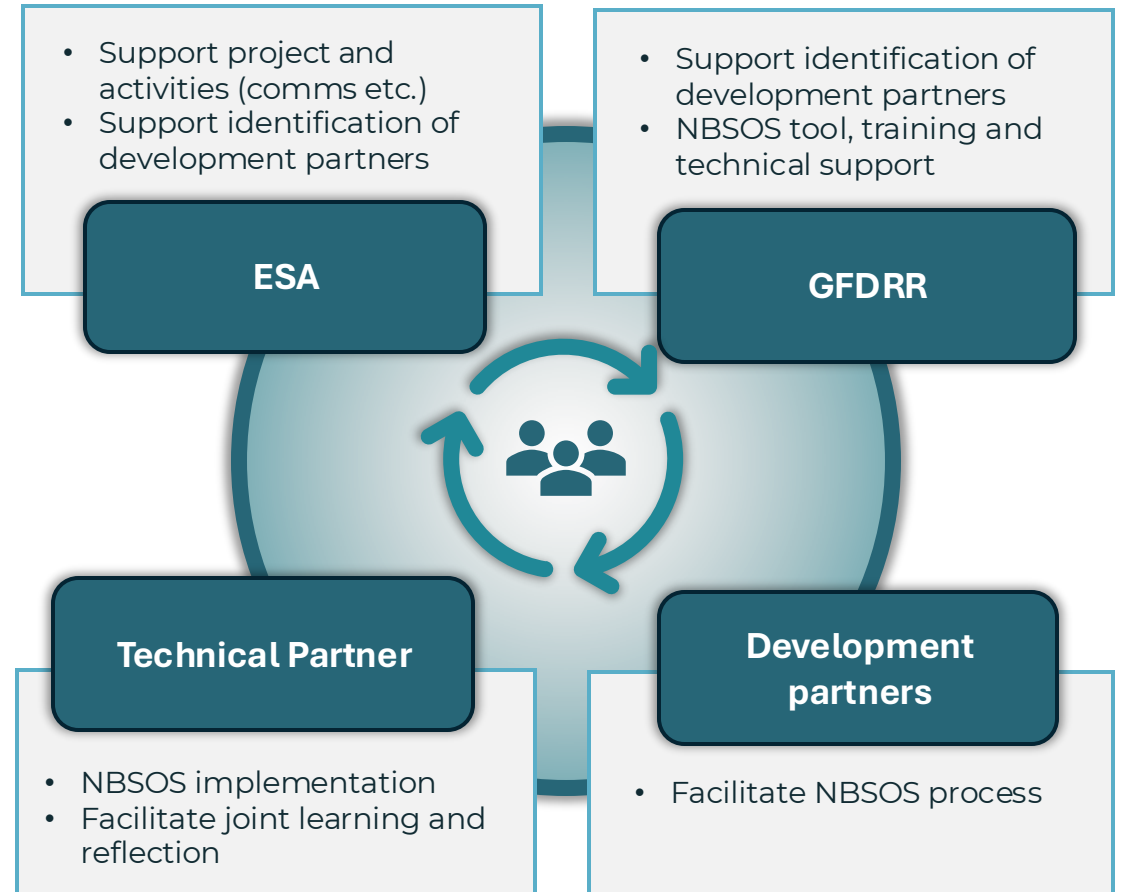 • Support project and
activities (comms etc.)
• Support identification of
development partners
ESA
• Support identification of
development partners
• NBSOS tool, training and
technical support
GFDRR
Technical Partner
• NBSOS implementation
• Facilitate joint learning and
reflection
Development
partners
• Facilitate NBSOS process